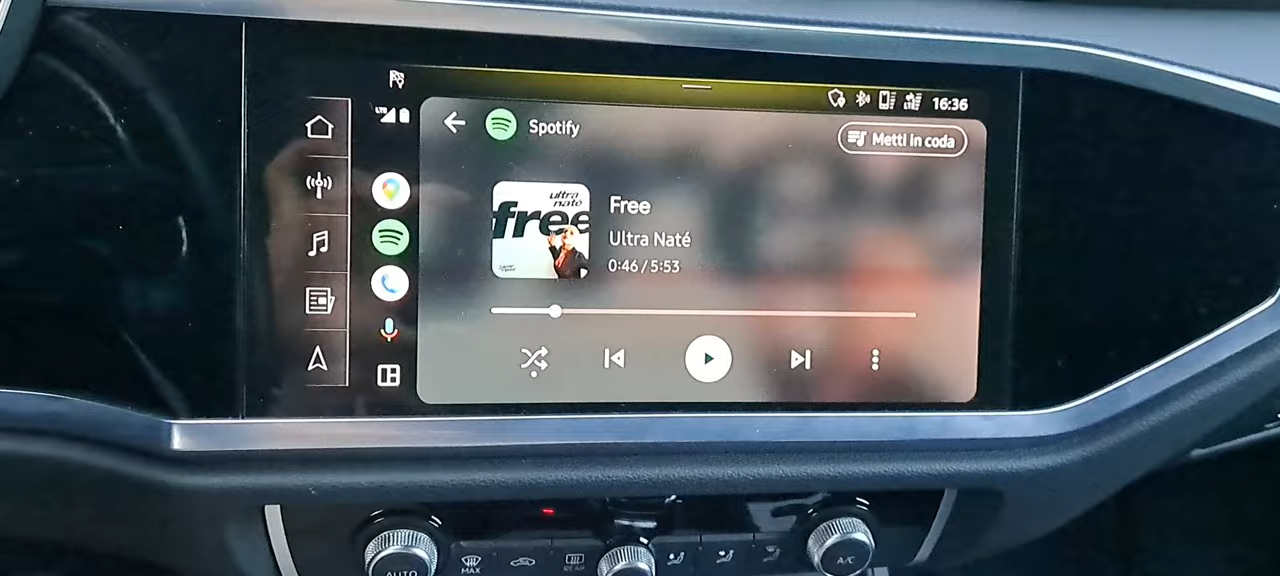 LTE
16:36
Spotify
Metti in coda
ultra
naté
free
Free
Ultra Naté
0:46 / 5:53
AUTO
MAX
REAR
A/C